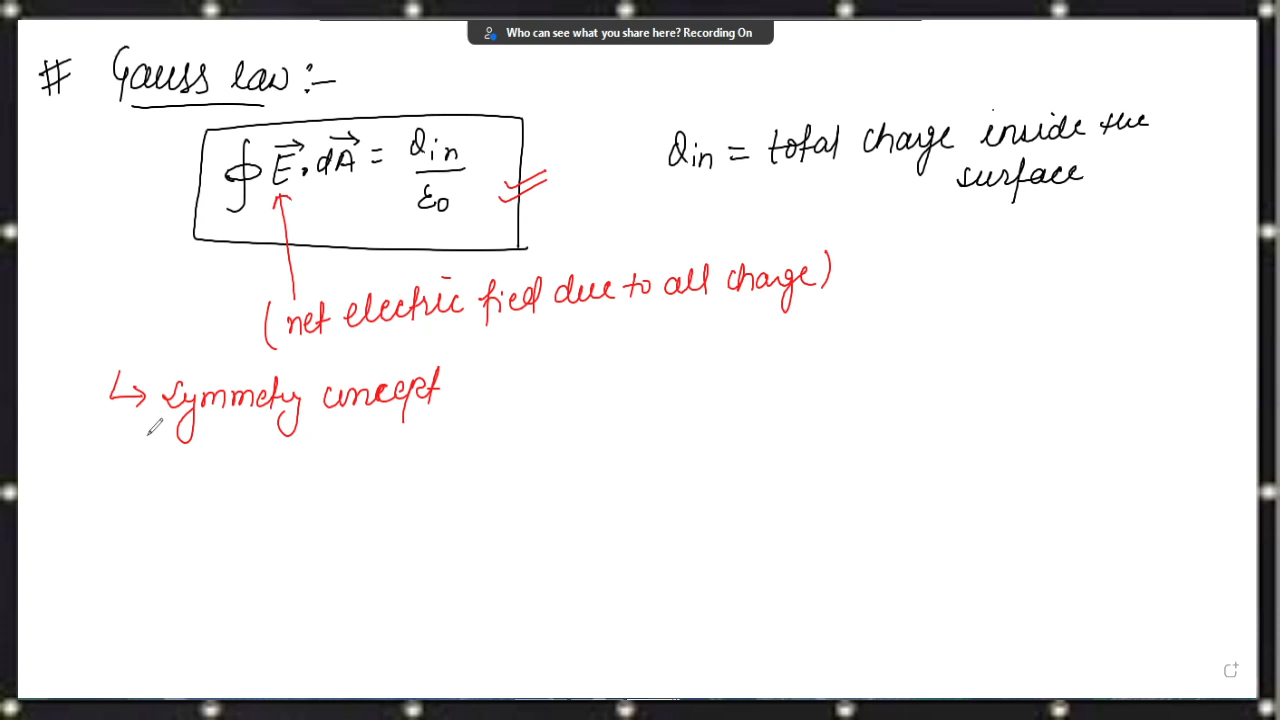 Who can see what you share here? Recording On
# Gauss law :-
∮ E⃗ . dA⃗ = Qin / ε0
Qin = total charge inside the
surface
(net electric field due to all charge)
↳ Symmety concept